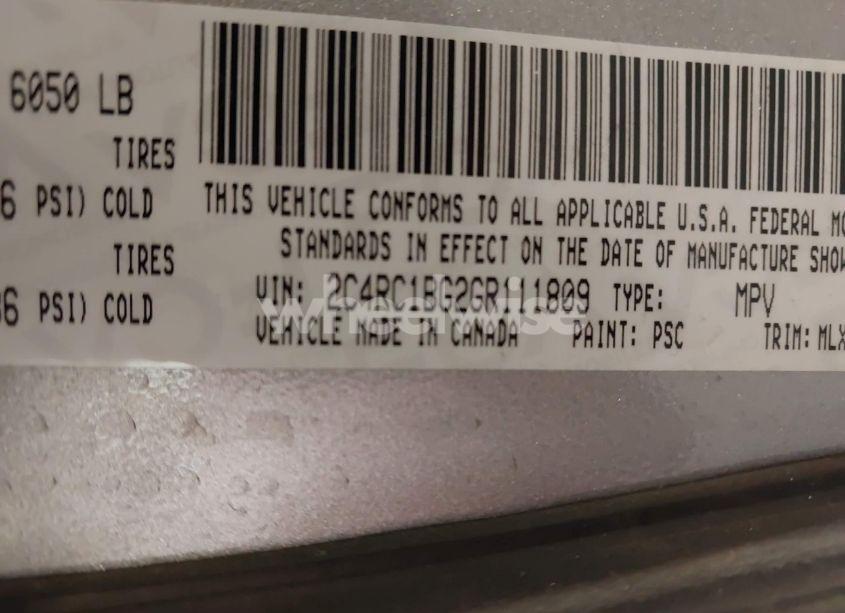 6050 LB
TIRES
6 PSI) COLD
TIRES
36 PSI) COLD
THIS VEHICLE CONFORMS TO ALL APPLICABLE U.S.A. FEDERAL MO
STANDARDS IN EFFECT ON THE DATE OF MANUFACTURE SHOW
VIN: 2C4RC1BG2GR111809 TYPE: MPV
VEHICLE MADE IN CANADA PAINT: PSC TRIM: MLX
wheelwise